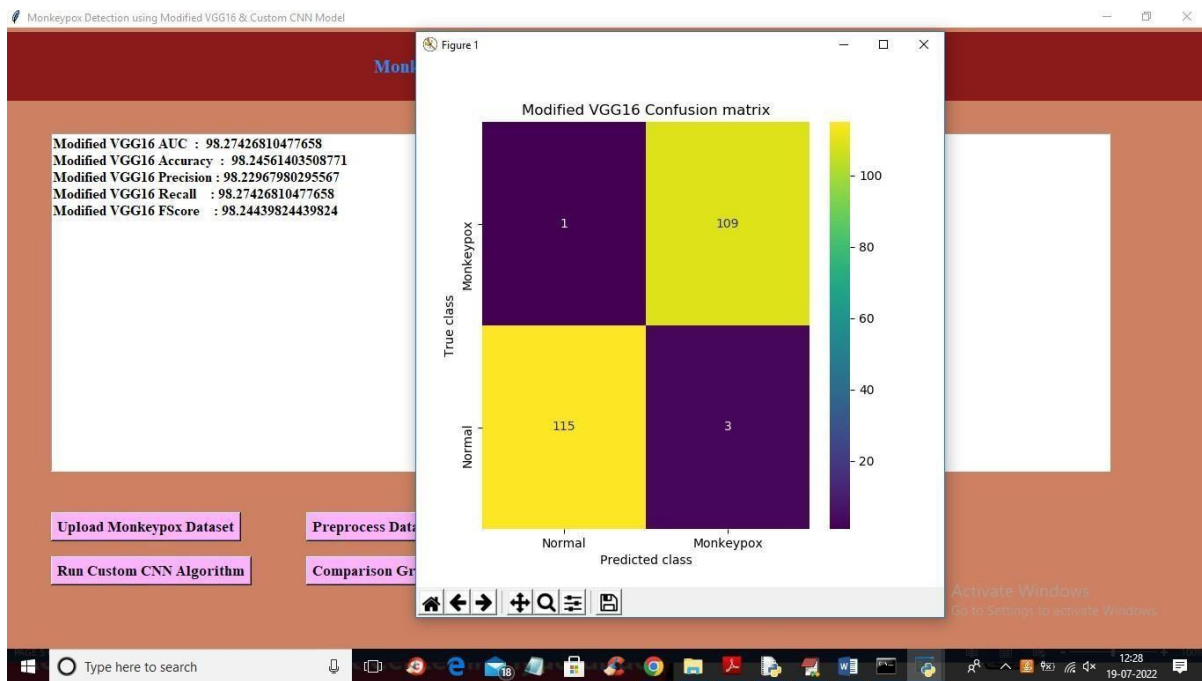 Monkeypox Detection using Modified VGG16 & Custom CNN Model
Figure 1
Modified VGG16 AUC : 98.27426810477658
Modified VGG16 Accuracy : 98.24561403508771
Modified VGG16 Precision : 98.22967980295567
Modified VGG16 Recall : 98.27426810477658
Modified VGG16 FScore : 98.24439824439824
Modified VGG16 Confusion matrix
True class
Monkeypox
Normal
1
109
115
3
100
80
60
40
20
Normal
Monkeypox
Predicted class
Upload Monkeypox Dataset
Preprocess
Run Custom CNN Algorithm
Comparison
Activate Windows
Go to Settings to activate Windows.
Type here to search
18
12:28
19-07-2022